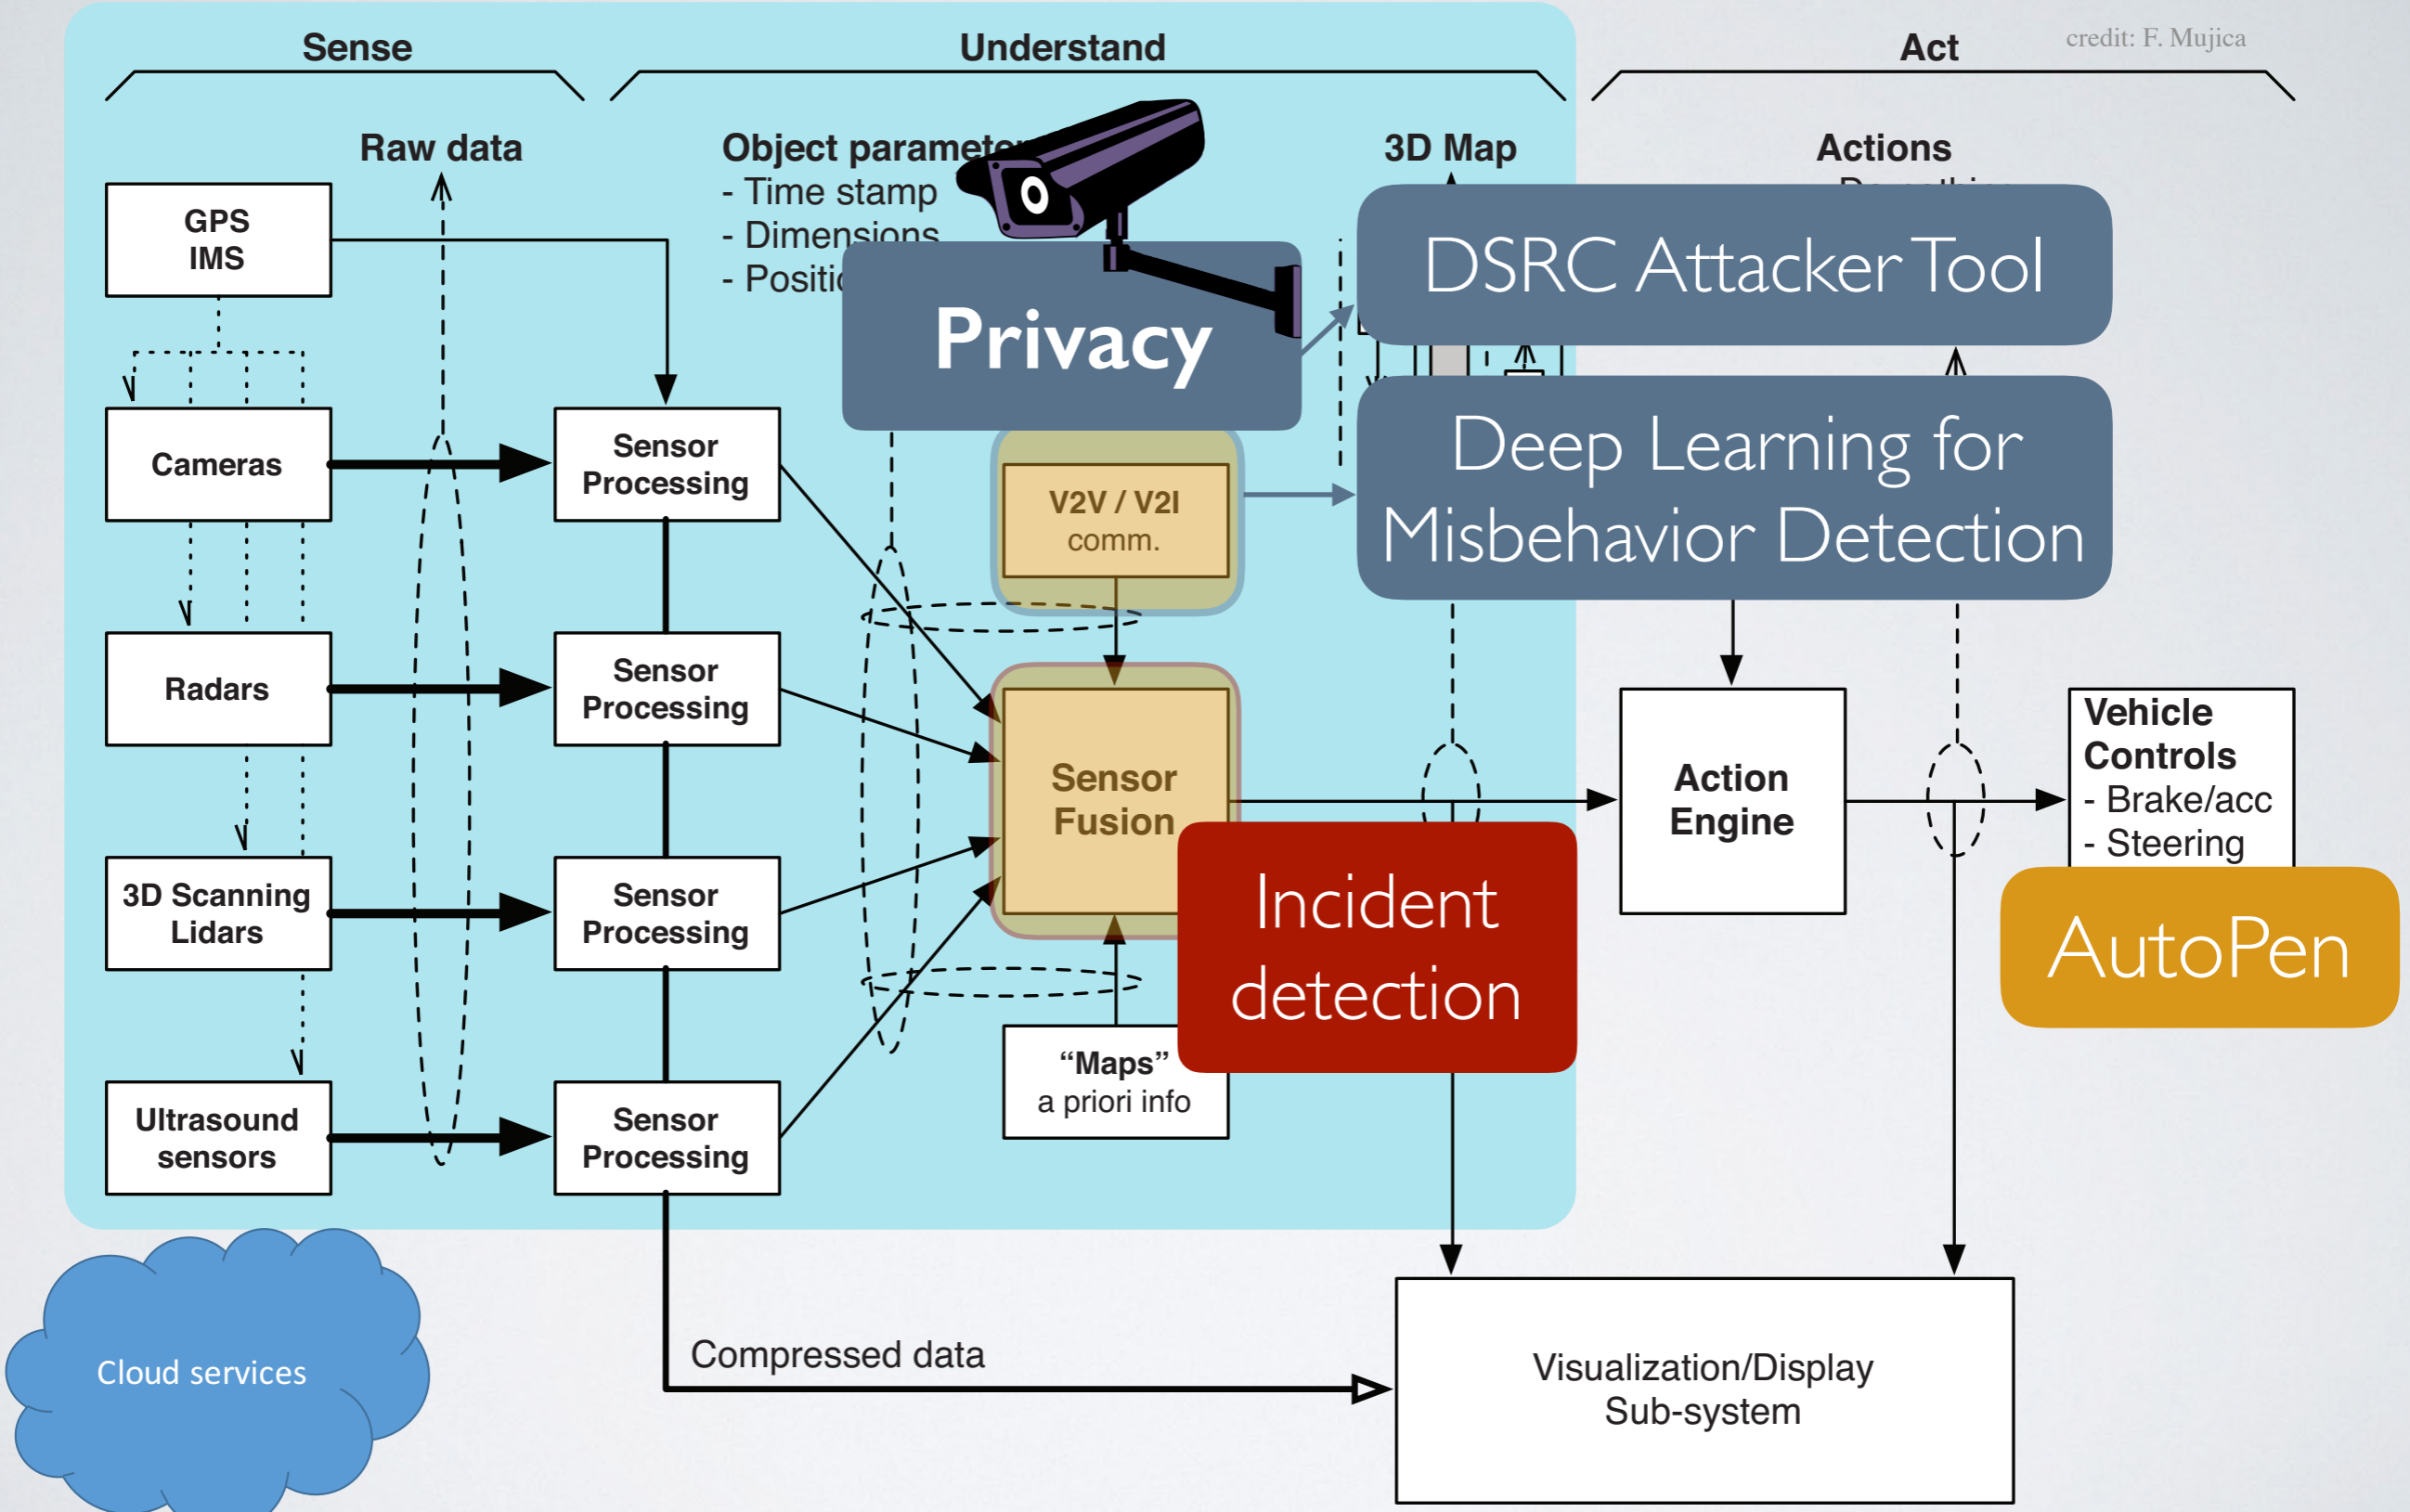 Sense
Understand
Act
credit: F. Mujica
Raw data
Object
- Time stamp
- Dimensions
3D Map
Actions
GPS
IMS
DSRC Attacker Tool
Privacy
Cameras
Sensor
Processing
V2V / V2I
comm.
Deep Learning for
Misbehavior Detection
Radars
Sensor
Processing
Sensor
Fusion
Action
Engine
Vehicle
Controls
- Brake/acc
- Steering
3D Scanning
Lidars
Sensor
Processing
Incident
detection
AutoPen
"Maps"
a priori info
Ultrasound
sensors
Sensor
Processing
Compressed data
Cloud services
Visualization/Display
Sub-system